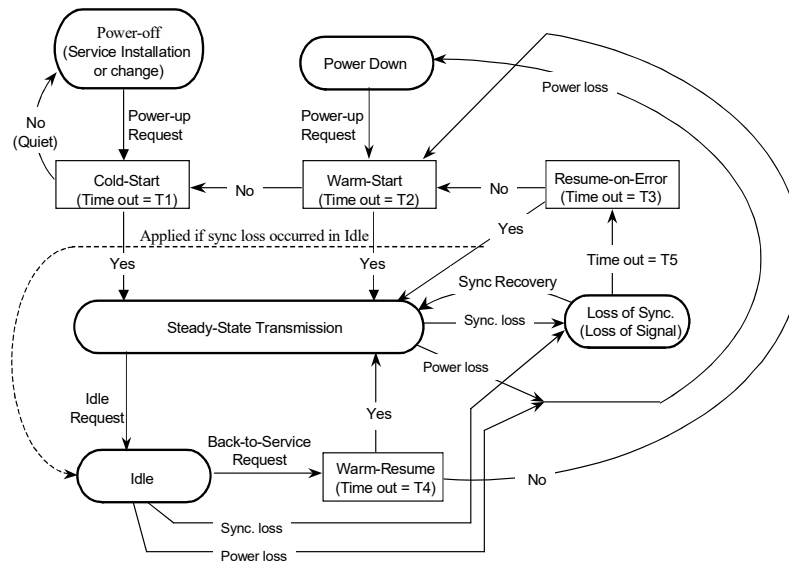 Power-off
(Service Installation
or change)
Power Down
Power loss
No
(Quiet)
Power-up
Request
Power-up
Request
Cold-Start
(Time out = T1)
No
Warm-Start
(Time out = T2)
No
Resume-on-Error
(Time out = T3)
Applied if sync loss occurred in Idle
Yes
Yes
Yes
Time out = T5
Sync Recovery
Steady-State Transmission
Sync. loss
Loss of Sync.
(Loss of Signal)
Power loss
Idle
Request
Yes
Back-to-Service
Request
Idle
Warm-Resume
(Time out = T4)
No
Sync. loss
Power loss